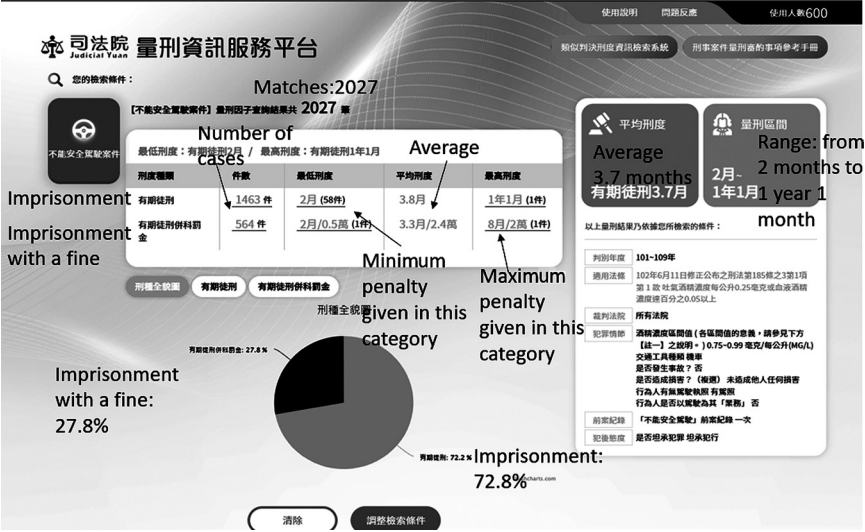 使用說明 問題反應 使用人數600
司法院 量刑資訊服務平台
Judicial Yuan
類似判決刑度資訊檢索系統 刑事案件量刑審酌事項參考手冊
您的檢索條件：
Matches:2027
【不能安全駕駛案件】量刑因子查詢結果共 2027 筆
不能安全駕駛案件
Number of
cases
最低刑度：有期徒刑2月 / 最高刑度：有期徒刑1年1月
Average
刑度種類 件數 最低刑度 平均刑度 最高刑度
Imprisonment
有期徒刑 1463 件 2月 (58件) 3.8月 1年1月 (1件)
Imprisonment
with a fine
有期徒刑併科罰金 564 件 2月/0.5萬 (1件) 3.3月/2.4萬 8月/2萬 (1件)
Minimum
penalty
given in this
category
Maximum
penalty
given in this
category
刑種全貌圖 有期徒刑 有期徒刑併科罰金
刑種全貌圖
有期徒刑併科罰金: 27.8 %
Imprisonment
with a fine:
27.8%
有期徒刑: 72.2 %
Imprisonment:
72.8%
清除 調整檢索條件
平均刑度
Average
3.7 months
有期徒刑3.7月
量刑區間
Range: from
2 months to
1 year 1
month
2月~
1年1月
以上量刑結果乃依據您所檢索的條件：
判別年度 101~109年
適用法條 102年6月11日修正公布之刑法第185條之3第1項
第 1 款 吐氣酒精濃度每公升0.25毫克或血液酒精
濃度達百分之0.05以上
裁判法院 所有法院
犯罪情節 酒精濃度區間值 ( 各區間值的意義，請參見下方
【註一】之說明。) 0.75-0.99 毫克/每公升(MG/L)
交通工具種類 機車
是否發生事故？ 否
是否造成損害？（複選） 未造成他人任何損害
行為人有無駕駛執照 有駕照
行為人是否以駕駛為其「業務」 否
前案紀錄 「不能安全駕駛」前案紀錄 一次
犯後態度 是否坦承犯罪 坦承犯行